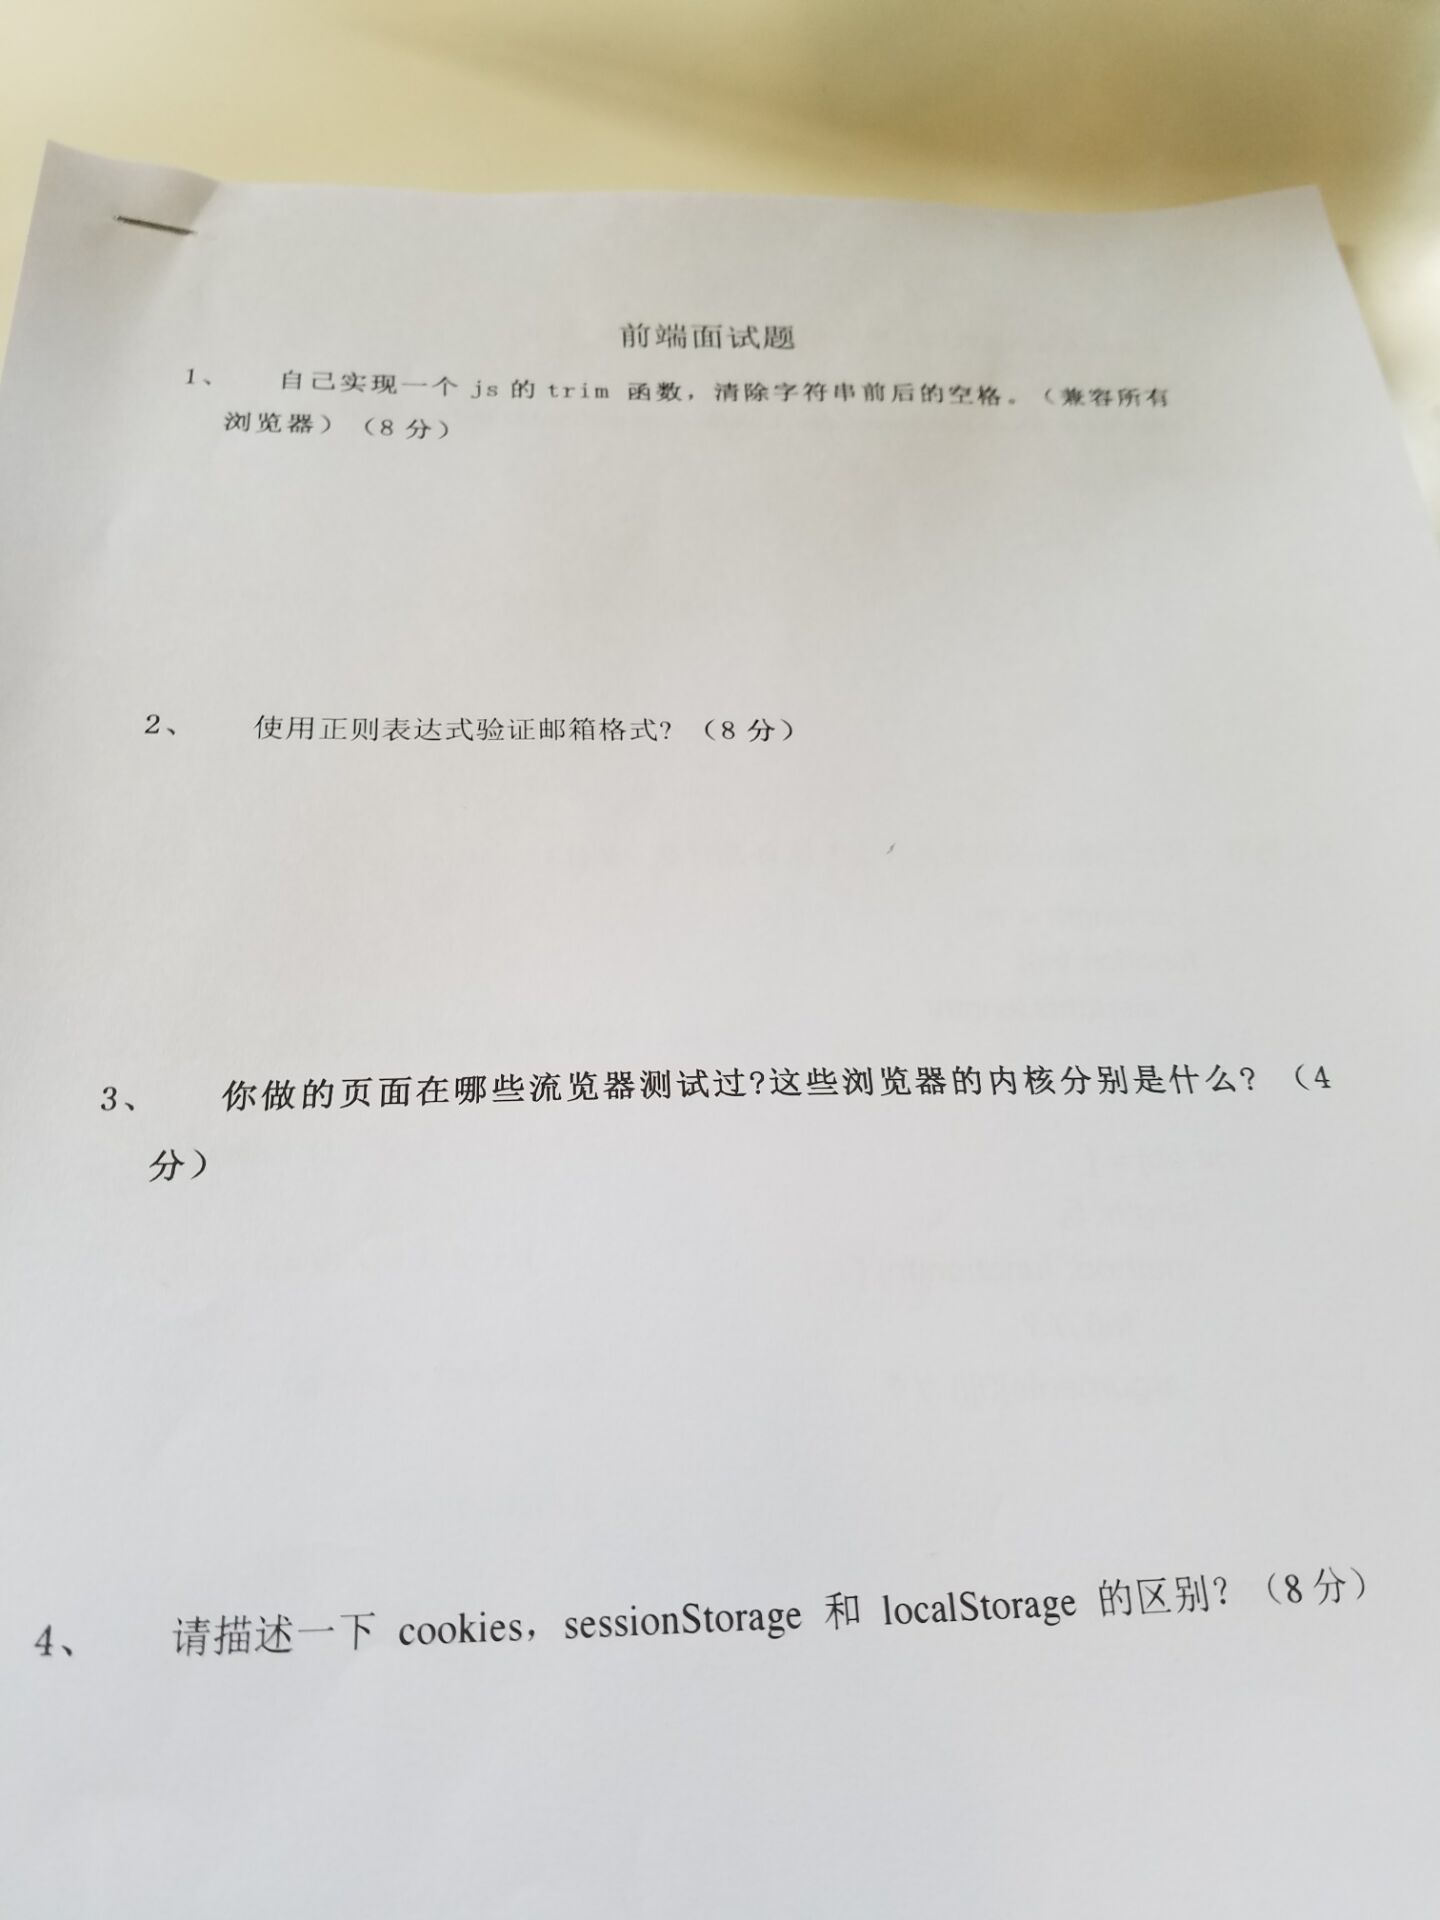 前端面试题
1、 自己实现一个 js 的 trim 函数，清除字符串前后的空格。（兼容所有
浏览器）（8 分）
2、 使用正则表达式验证邮箱格式?（8 分）
3、 你做的页面在哪些流览器测试过?这些浏览器的内核分别是什么?（4
分）
4、 请描述一下 cookies，sessionStorage 和 localStorage 的区别?（8 分）